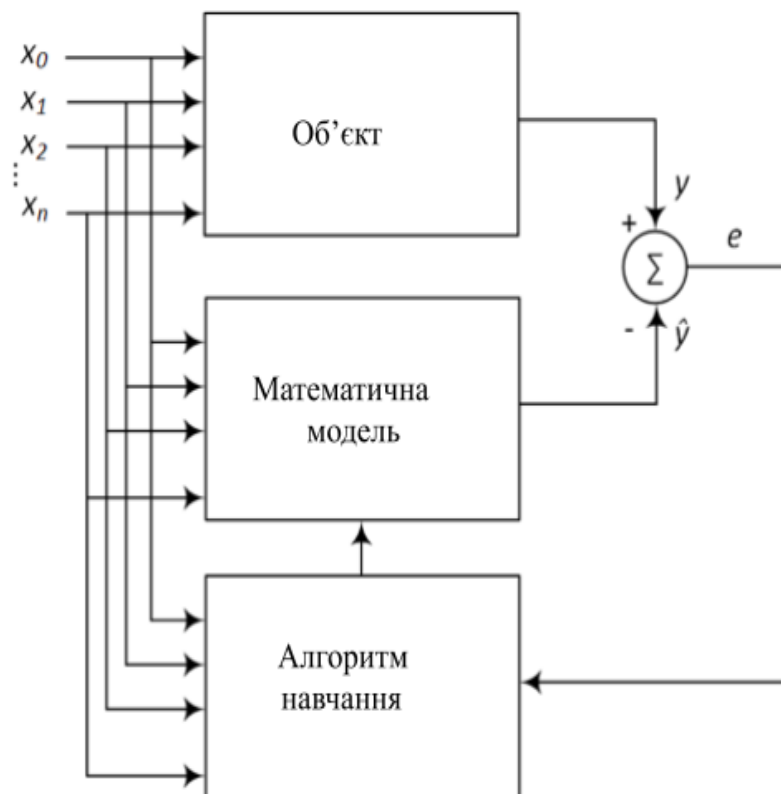 x0
x1
x2
⋮
xn
Об’єкт
y
+
Σ
e
-
ŷ
Математична
модель
Алгоритм
навчання